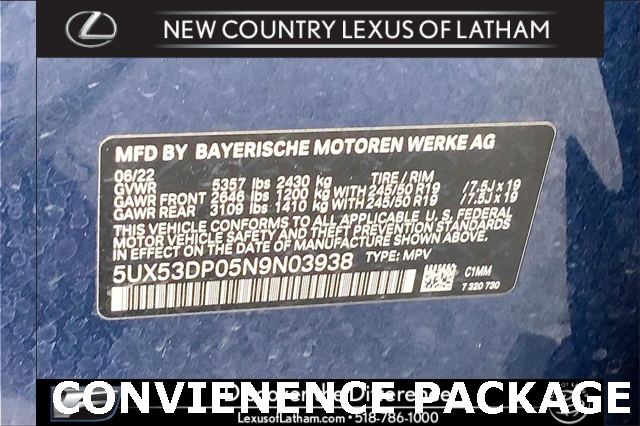 NEW COUNTRY LEXUS OF LATHAM
MFD BY BAYERISCHE MOTOREN WERKE AG
06/22 TIRE / RIM
GVWR 5357 lbs 2430 kg
GAWR FRONT 2646 lbs 1200 kg WITH 245/50 R19 /7.5J x 19
GAWR REAR 3109 lbs 1410 kg WITH 245/50 R19 /7.5J x 19
THIS VEHICLE CONFORMS TO ALL APPLICABLE U. S. FEDERAL
MOTOR VEHICLE SAFETY AND THEFT PREVENTION STANDARDS
IN EFFECT ON THE DATE OF MANUFACTURE SHOWN ABOVE.
5UX53DP05N9N03938 TYPE: MPV
C1MM
7 320 730
Discover the Difference
CONVIENENCE PACKAGE
LexusofLatham.com • 518-786-1000